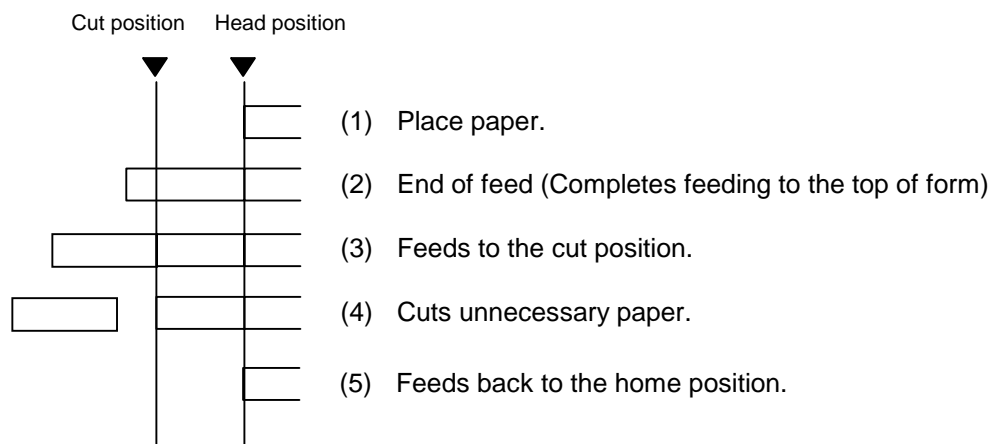 Cut position Head position
(1) Place paper.
(2) End of feed (Completes feeding to the top of form)
(3) Feeds to the cut position.
(4) Cuts unnecessary paper.
(5) Feeds back to the home position.